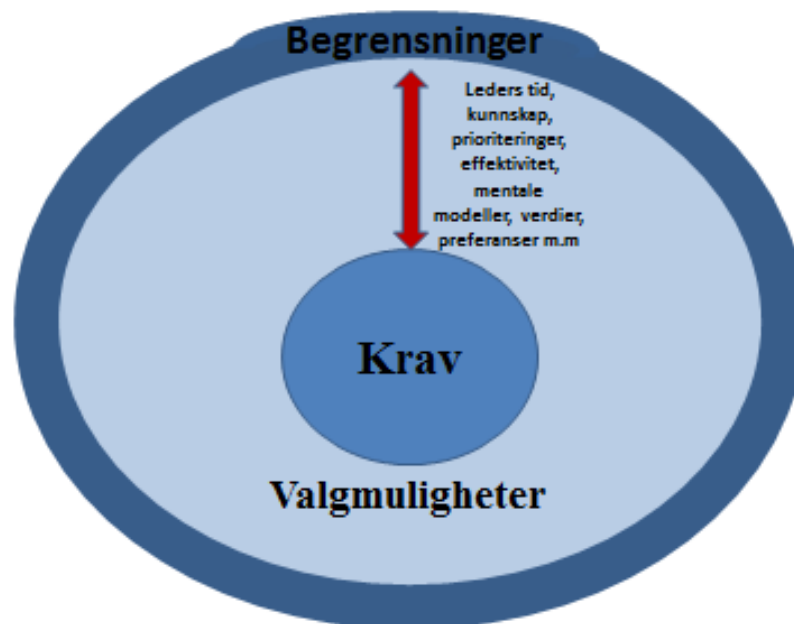 Begrensninger
Leders tid,
kunnskap,
prioriteringer,
effektivitet,
mentale
modeller, verdier,
preferanser m.m
Krav
Valgmuligheter